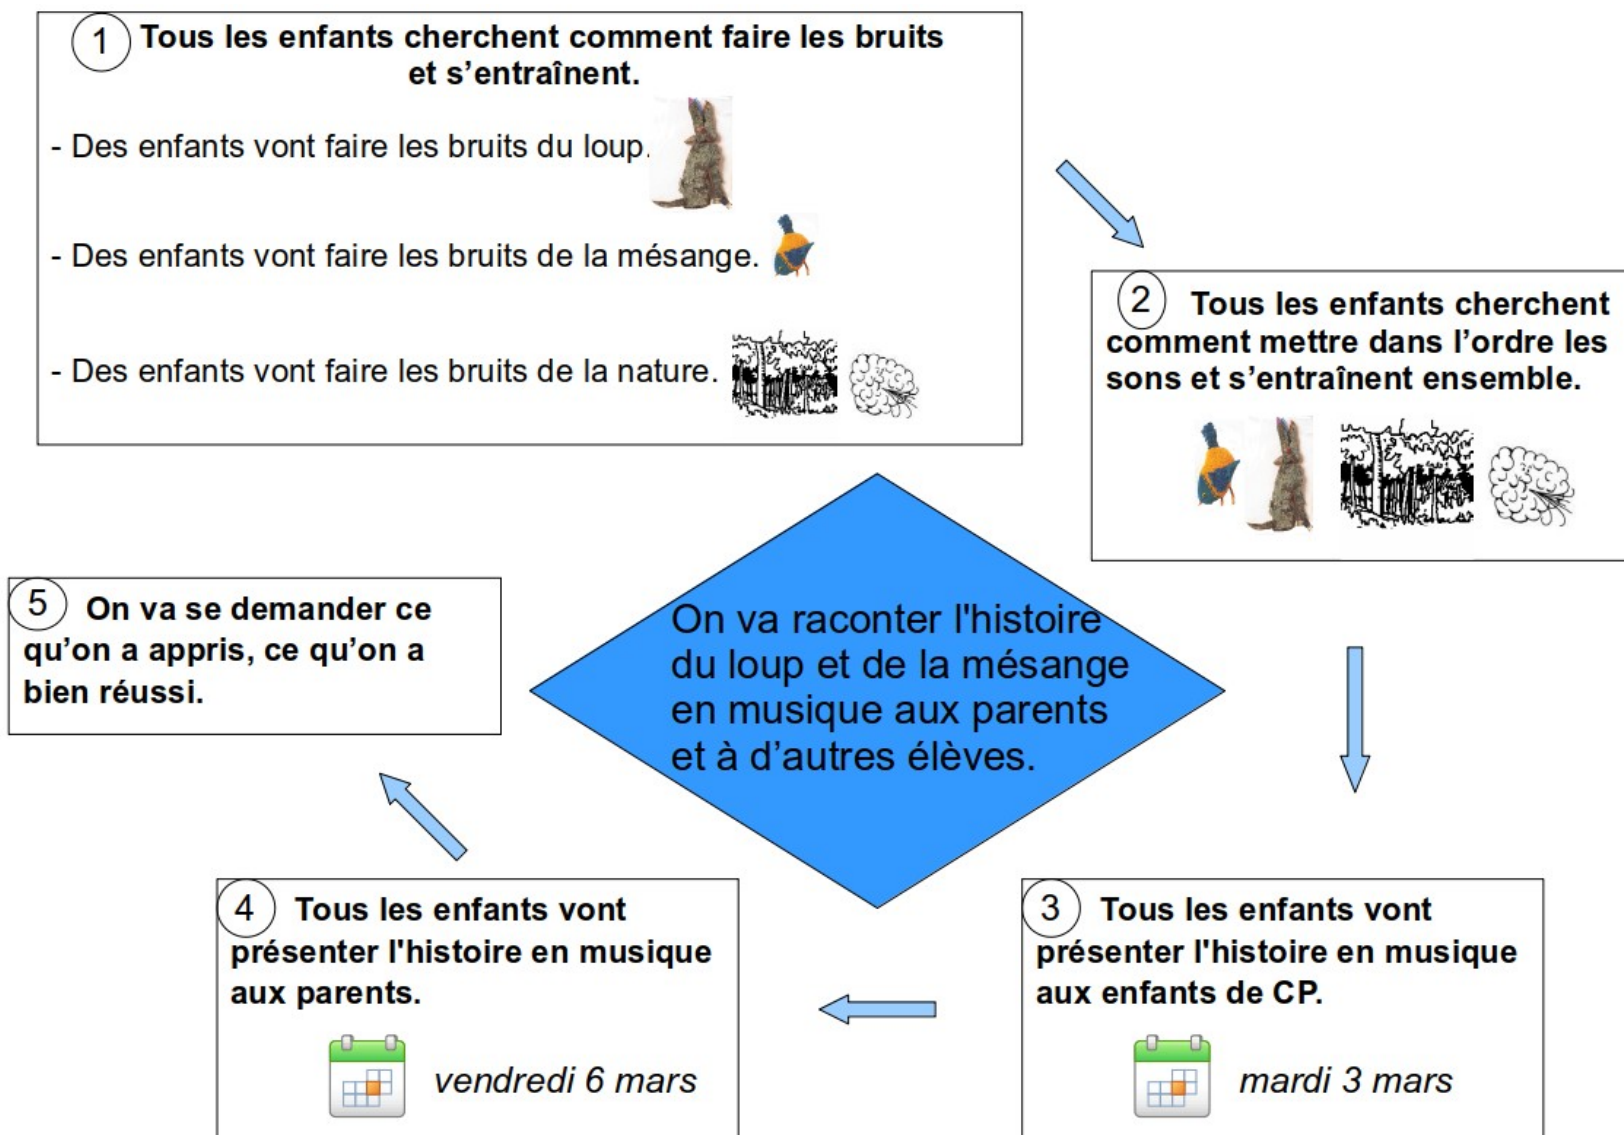 1 Tous les enfants cherchent comment faire les bruits
et s’entraînent.
- Des enfants vont faire les bruits du loup.
- Des enfants vont faire les bruits de la mésange.
- Des enfants vont faire les bruits de la nature.
2 Tous les enfants cherchent
comment mettre dans l’ordre les
sons et s’entraînent ensemble.
On va raconter l'histoire
du loup et de la mésange
en musique aux parents
et à d’autres élèves.
3 Tous les enfants vont
présenter l'histoire en musique
aux enfants de CP.
mardi 3 mars
4 Tous les enfants vont
présenter l'histoire en musique
aux parents.
vendredi 6 mars
5 On va se demander ce
qu’on a appris, ce qu’on a
bien réussi.